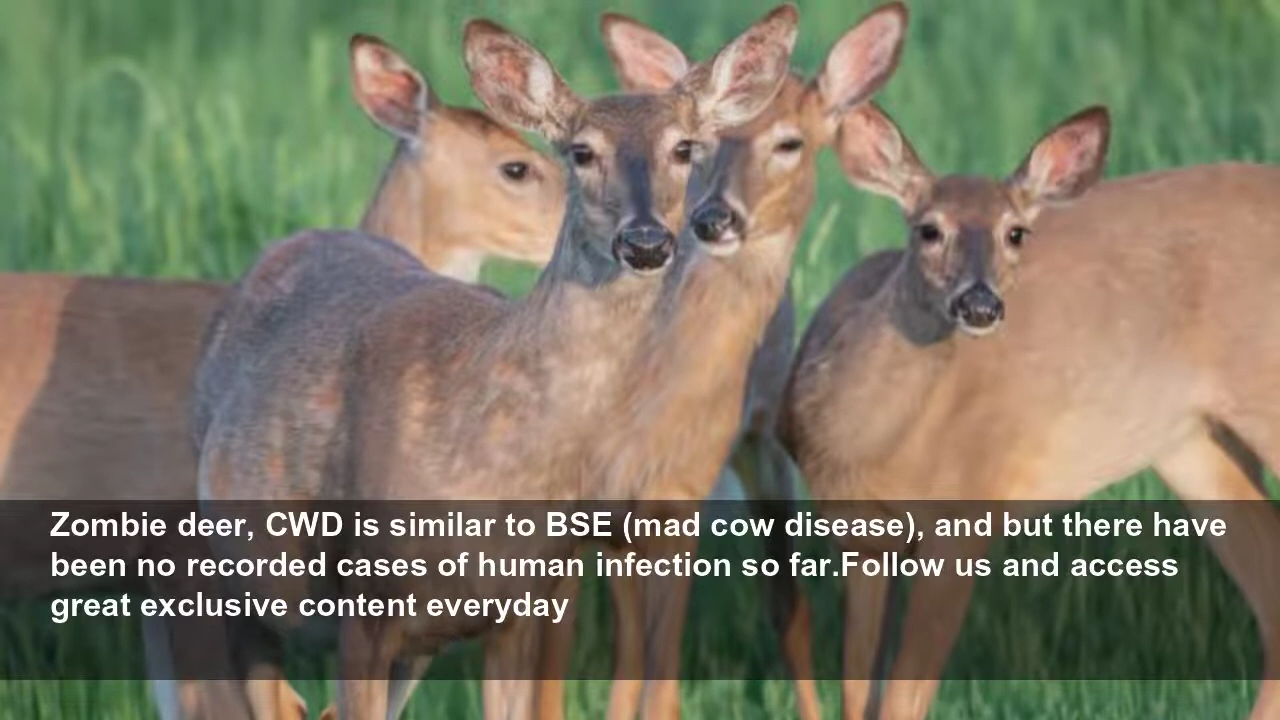 Zombie deer, CWD is similar to BSE (mad cow disease), and but there have
been no recorded cases of human infection so far.Follow us and access
great exclusive content everyday